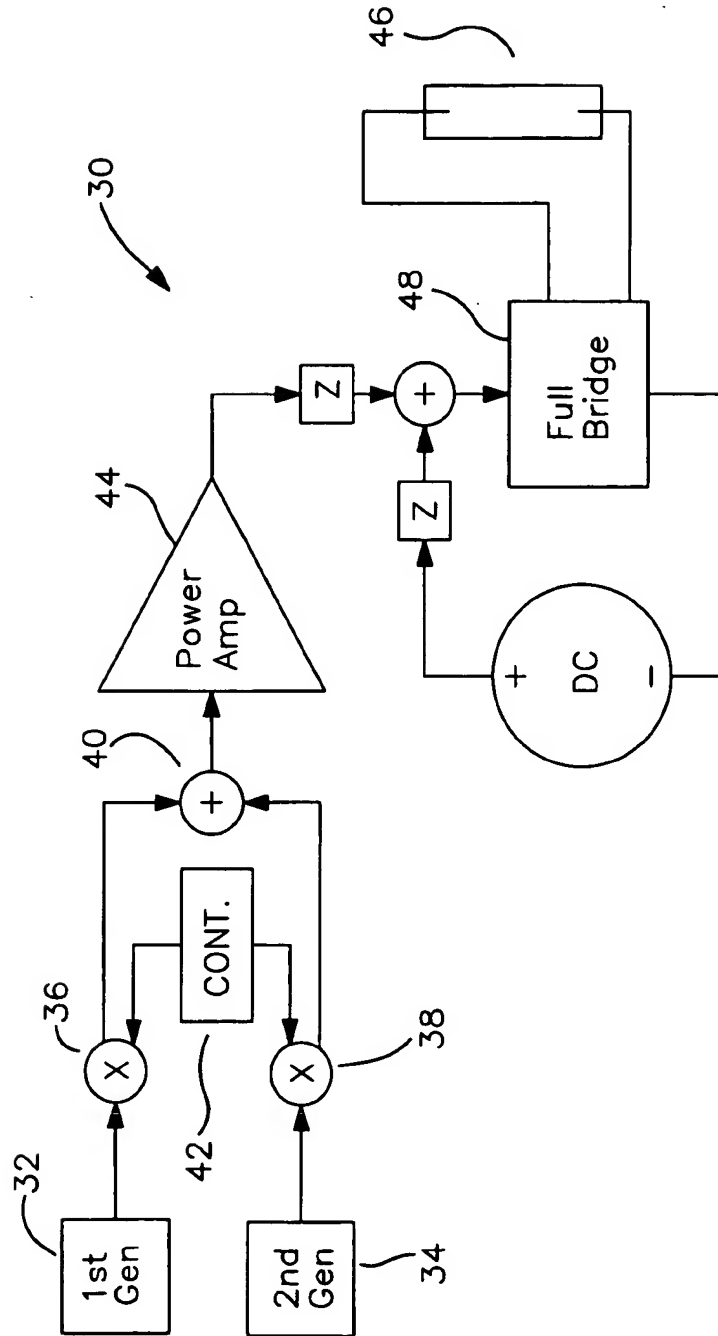 30
32
1st
Gen
36
X
40
+
44
Power
Amp
Z
CONT.
42
2nd
Gen
34
X
38
+
Z
+
DC
−
48
Full
Bridge
46